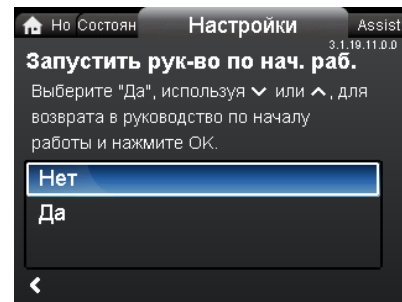 Но Состоян Настройки Assist
3.1.19.11.0.0
Запустить рук-во по нач. раб.
Выберите "Да", используя ∨ или ∧, для
возврата в руководство по началу
работы и нажмите OK.
Нет
Да